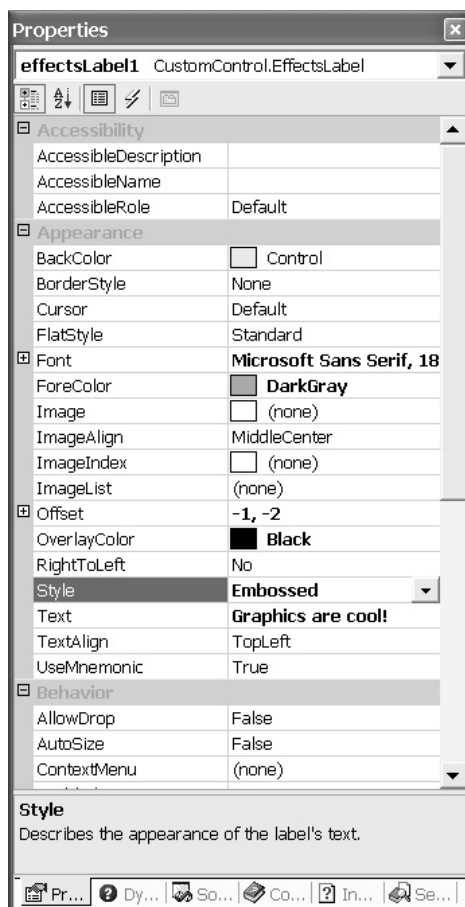 Properties
effectsLabel1 CustomControl.EffectsLabel
Accessibility
AccessibleDescription
AccessibleName
AccessibleRole Default
Appearance
BackColor Control
BorderStyle None
Cursor Default
FlatStyle Standard
Font Microsoft Sans Serif, 18
ForeColor DarkGray
Image (none)
ImageAlign MiddleCenter
ImageIndex (none)
ImageList (none)
Offset -1, -2
OverlayColor Black
RightToLeft No
Style Embossed
Text Graphics are cool!
TextAlign TopLeft
UseMnemonic True
Behavior
AllowDrop False
AutoSize False
ContextMenu (none)
Style
Describes the appearance of the label's text.
Pr... Dy... So... Co... In... Se...